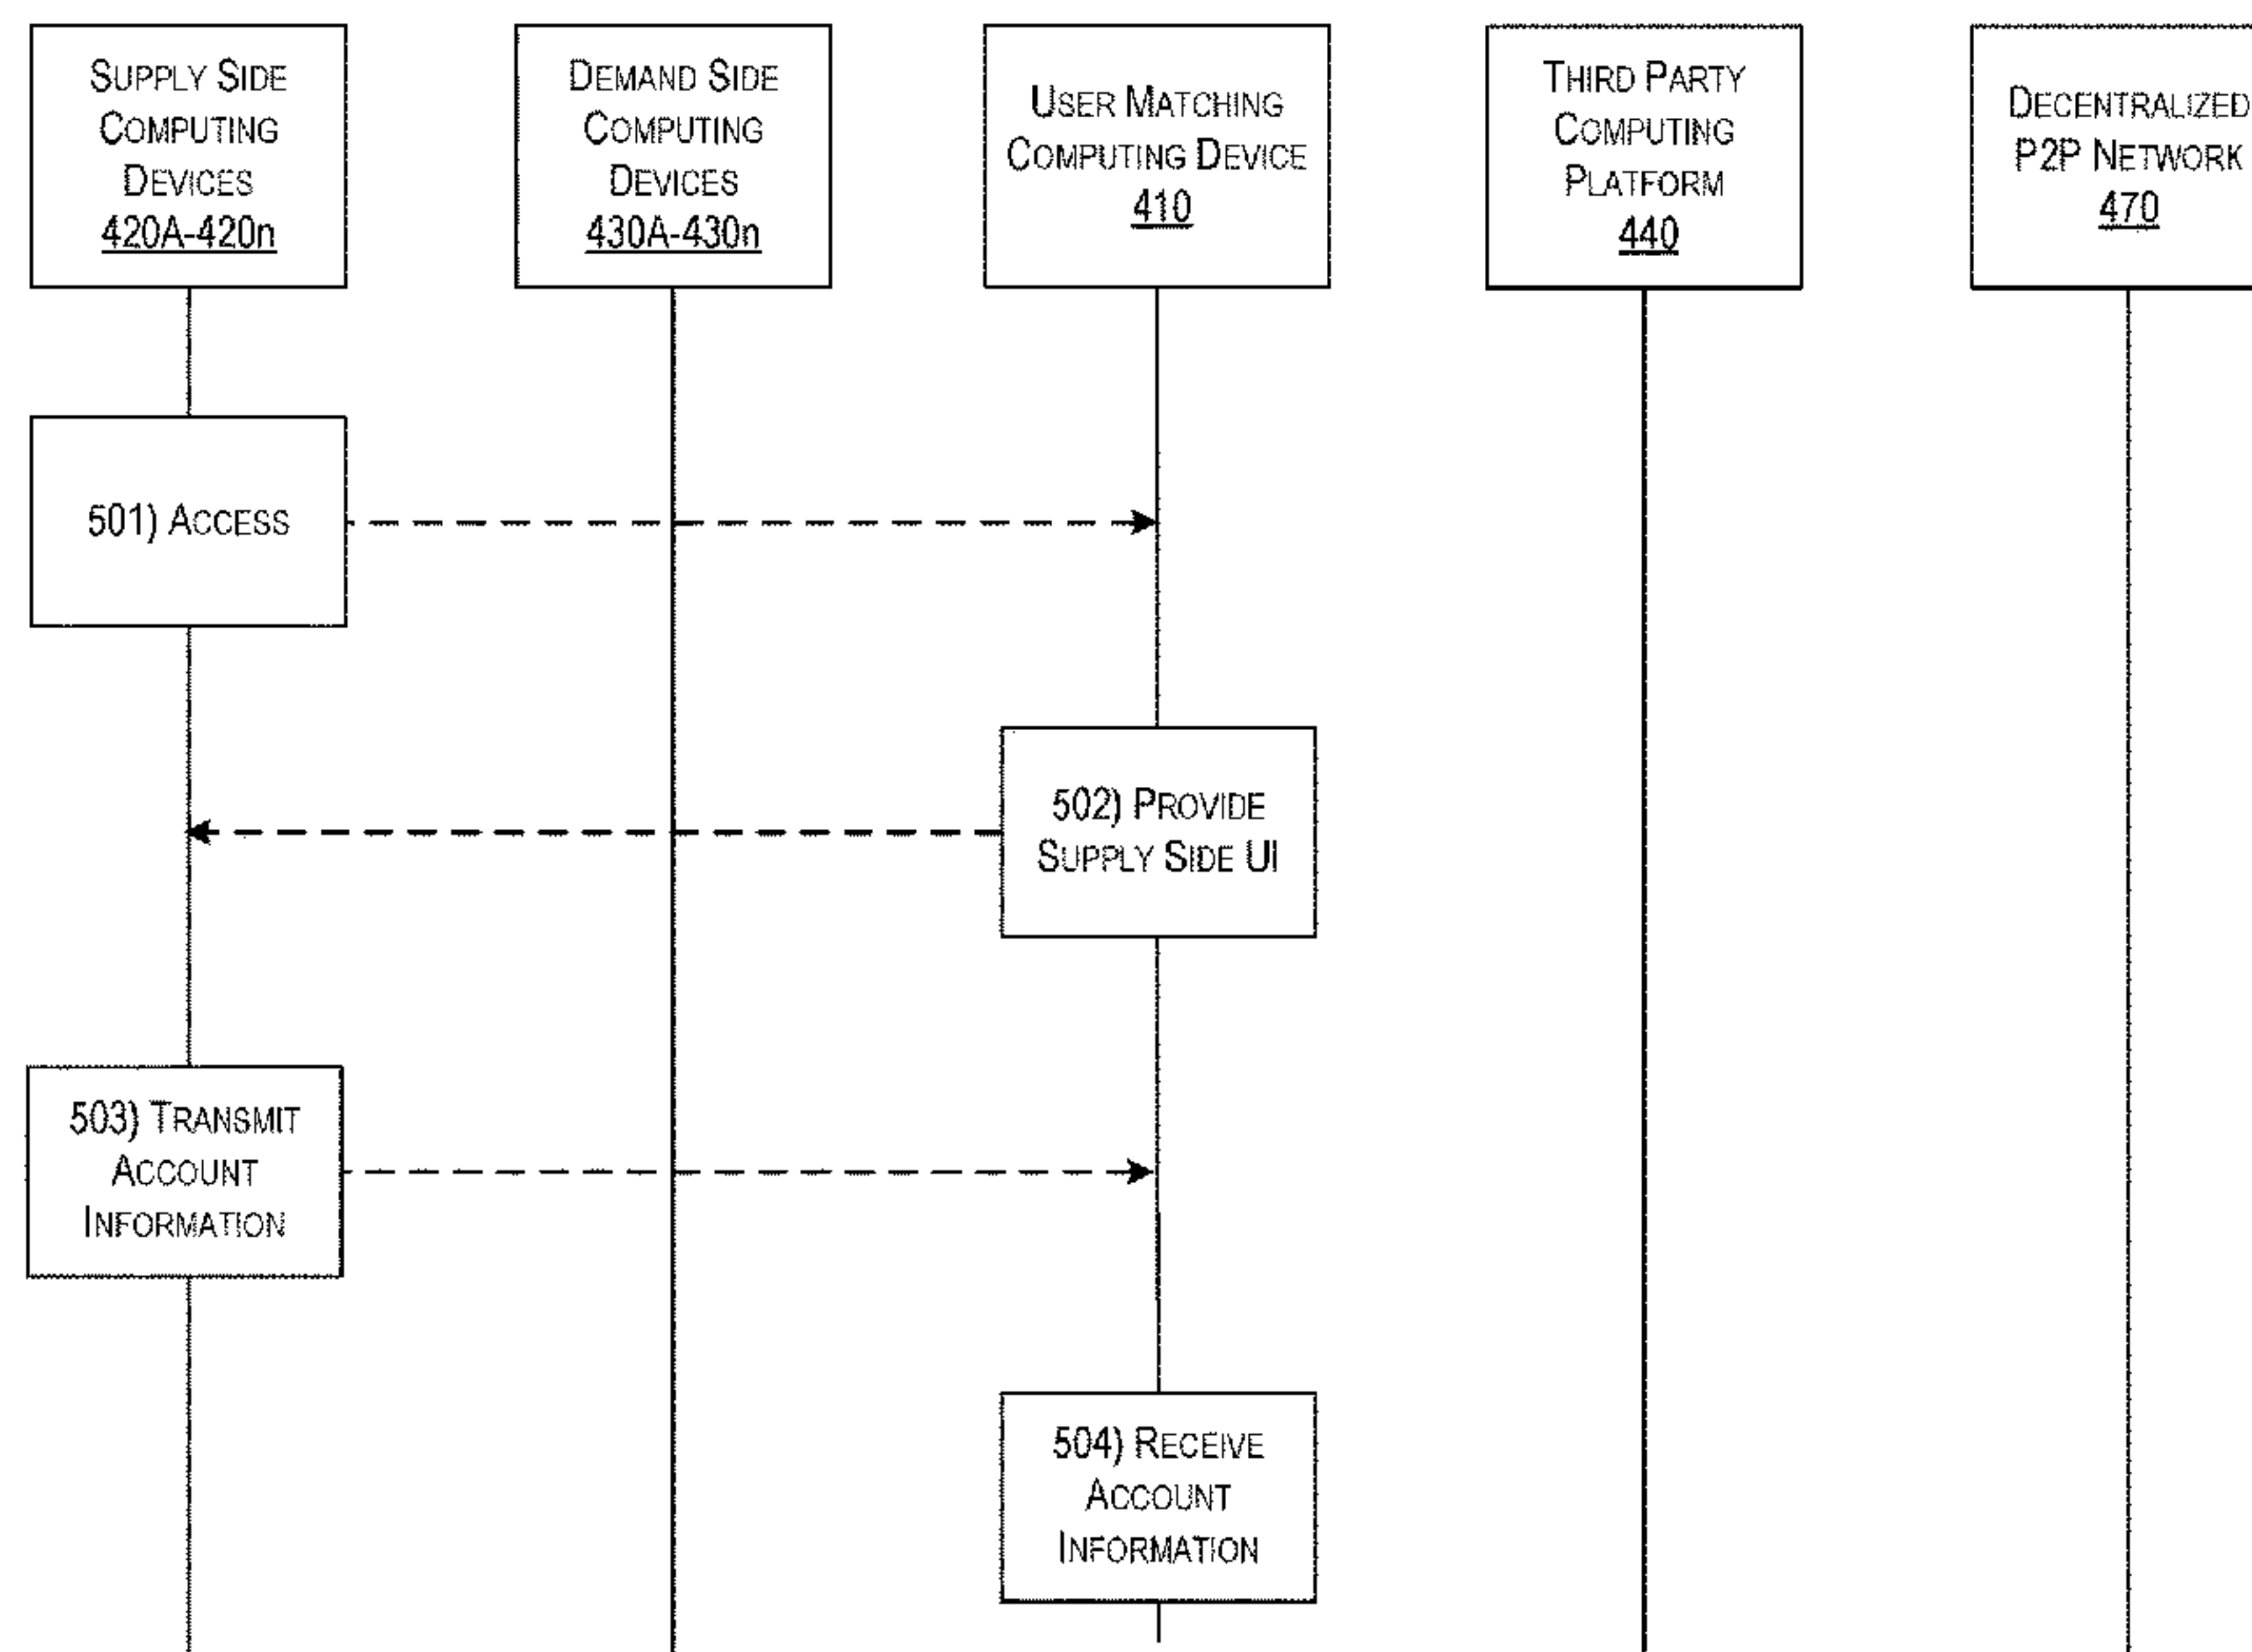 SUPPLY SIDE
COMPUTING
DEVICES
420A-420n
DEMAND SIDE
COMPUTING
DEVICES
430A-430n
USER MATCHING
COMPUTING DEVICE
410
THIRD PARTY
COMPUTING
PLATFORM
440
DECENTRALIZED
P2P NETWORK
470
501) ACCESS
502) PROVIDE
SUPPLY SIDE UI
503) TRANSMIT
ACCOUNT
INFORMATION
504) RECEIVE
ACCOUNT
INFORMATION